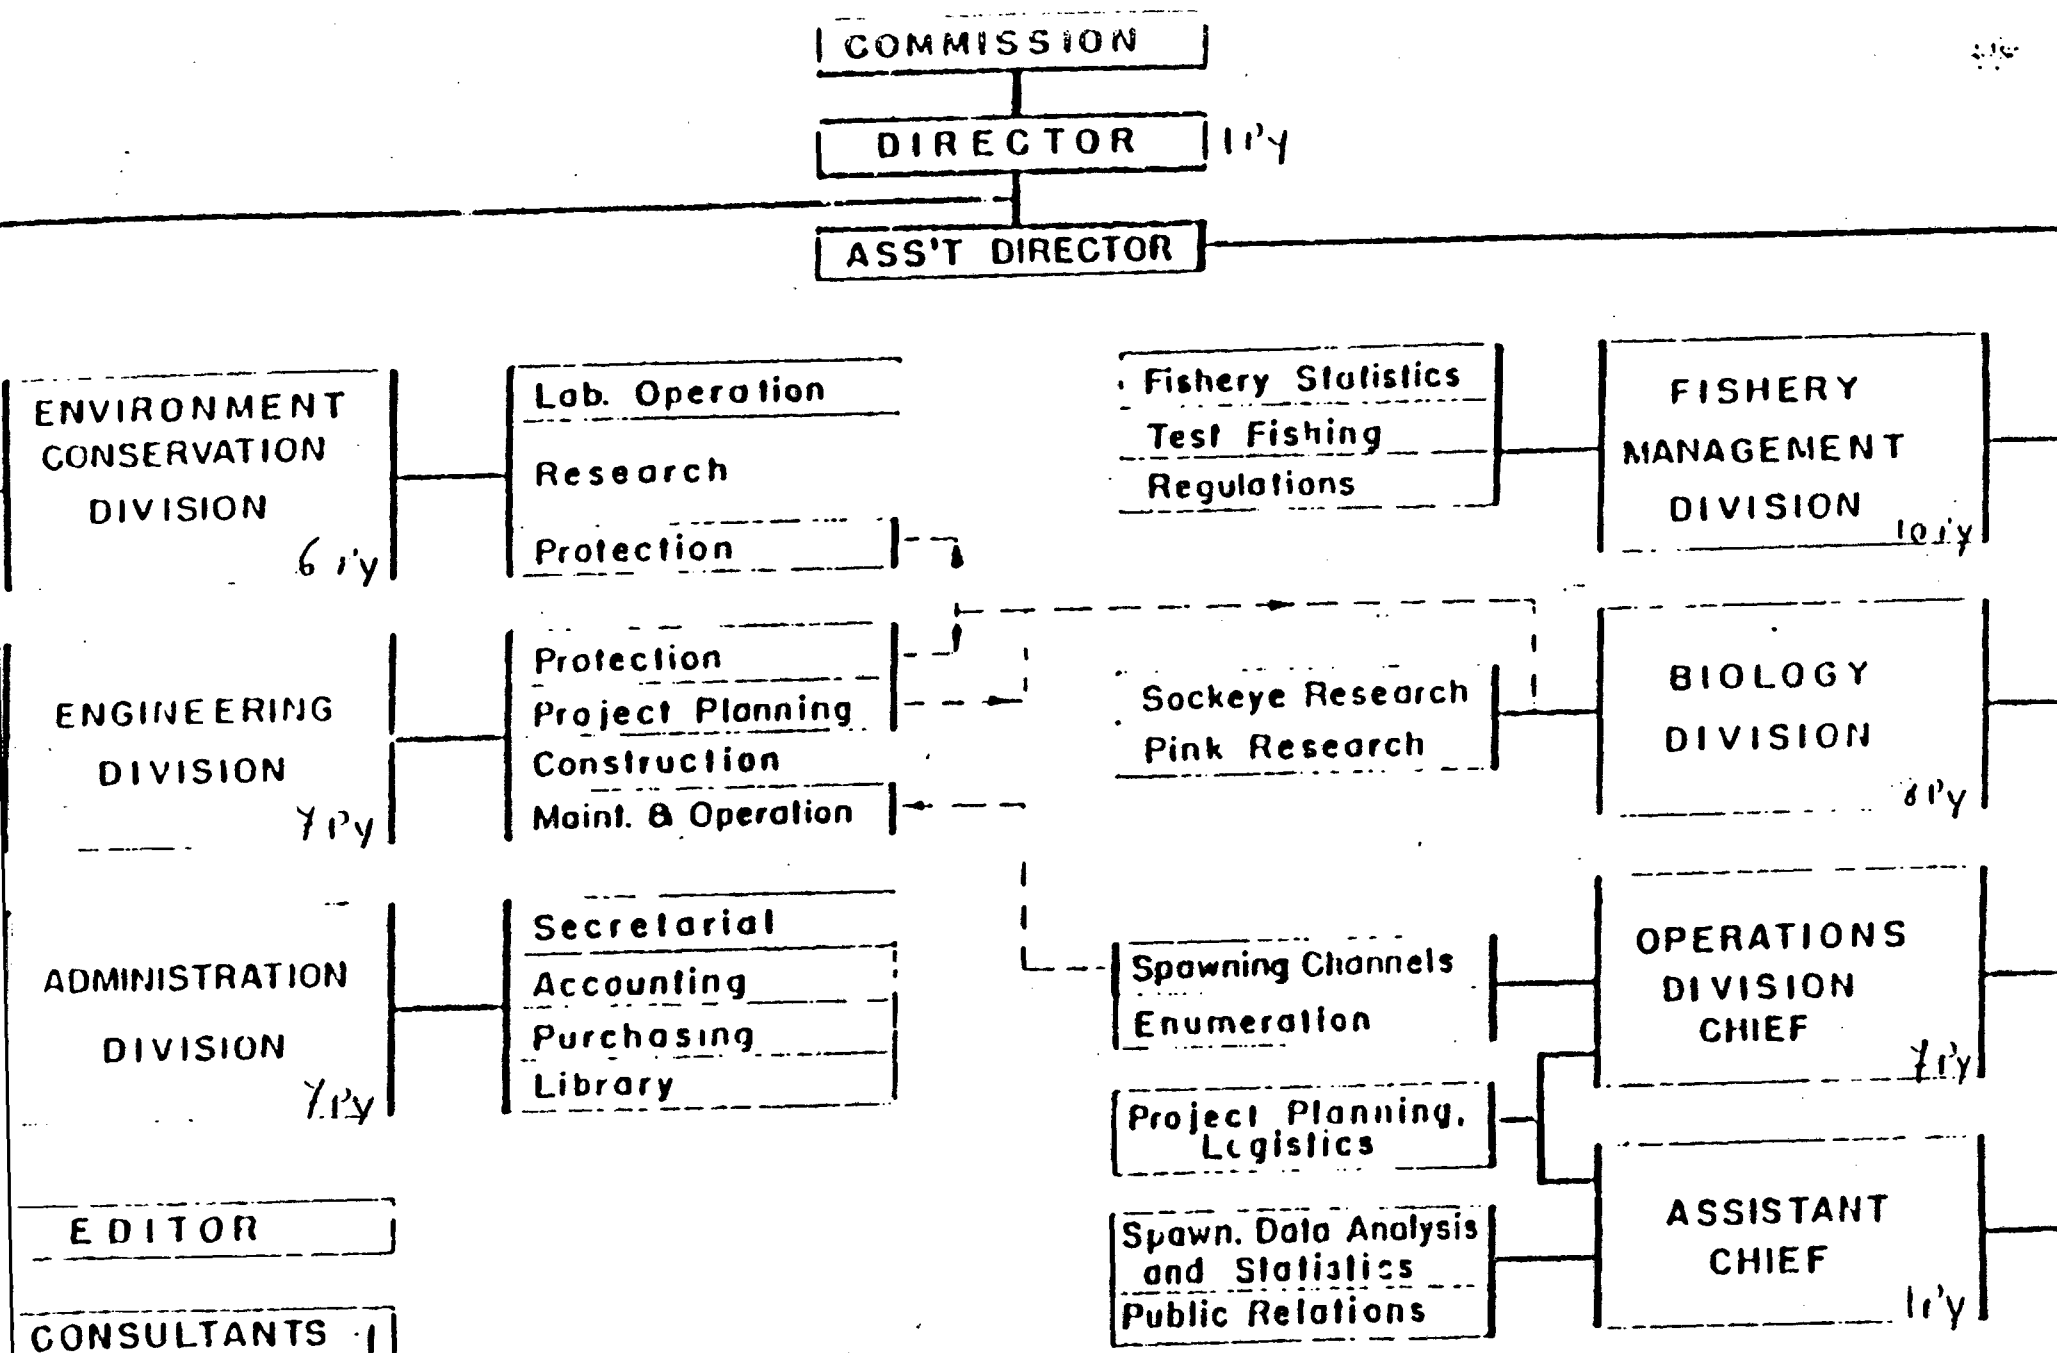 COMMISSION
DIRECTOR 1 PY
ASS'T DIRECTOR
ENVIRONMENT
CONSERVATION
DIVISION
6 PY
Lab. Operation
Research
Protection
ENGINEERING
DIVISION
7 PY
Protection
Project Planning
Construction
Maint. & Operation
ADMINISTRATION
DIVISION
7 PY
Secretarial
Accounting
Purchasing
Library
EDITOR
CONSULTANTS
Fishery Statistics
Test Fishing
Regulations
FISHERY
MANAGEMENT
DIVISION
10 PY
Sockeye Research
Pink Research
BIOLOGY
DIVISION
8 PY
Spawning Channels
Enumeration
OPERATIONS
DIVISION
CHIEF
7 PY
Project Planning,
Logistics
Spawn. Data Analysis
and Statistics
Public Relations
ASSISTANT
CHIEF
1 PY